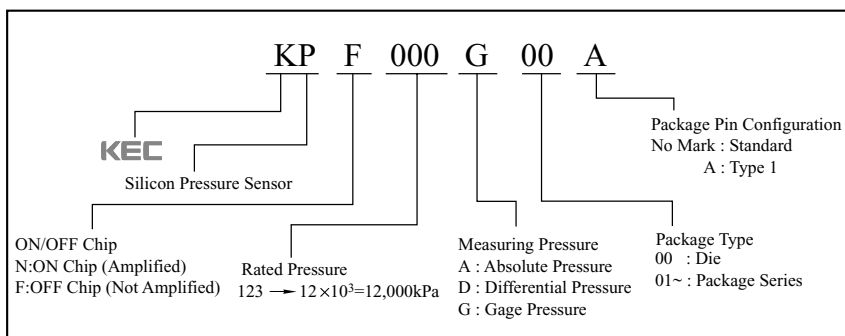 KP F 000 G 00 A
KEC
Silicon Pressure Sensor
ON/OFF Chip
N:ON Chip (Amplified)
F:OFF Chip (Not Amplified)
Rated Pressure
123 → 12×10³=12,000kPa
Measuring Pressure
A : Absolute Pressure
D : Differential Pressure
G : Gage Pressure
Package Type
00 : Die
01~ : Package Series
Package Pin Configuration
No Mark : Standard
A : Type 1